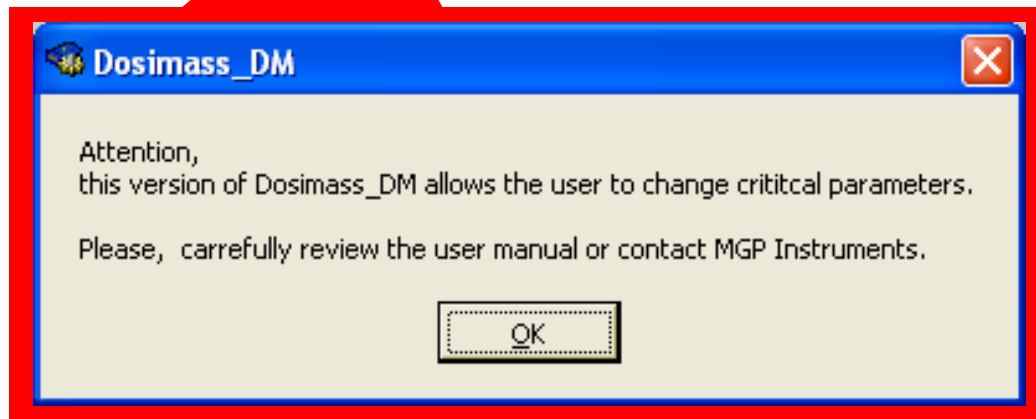 Dosimass_DM
Attention,
this version of Dosimass_DM allows the user to change crititcal parameters.
Please, carrefully review the user manual or contact MGP Instruments.
OK